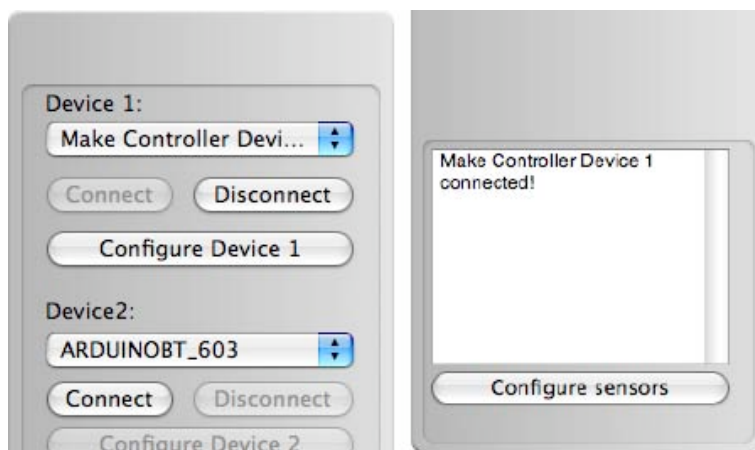 Device 1:
Make Controller Devi...
Connect Disconnect
Configure Device 1
Device2:
ARDUINOBT_603
Connect Disconnect
Configure Device 2
Make Controller Device 1
connected!
Configure sensors